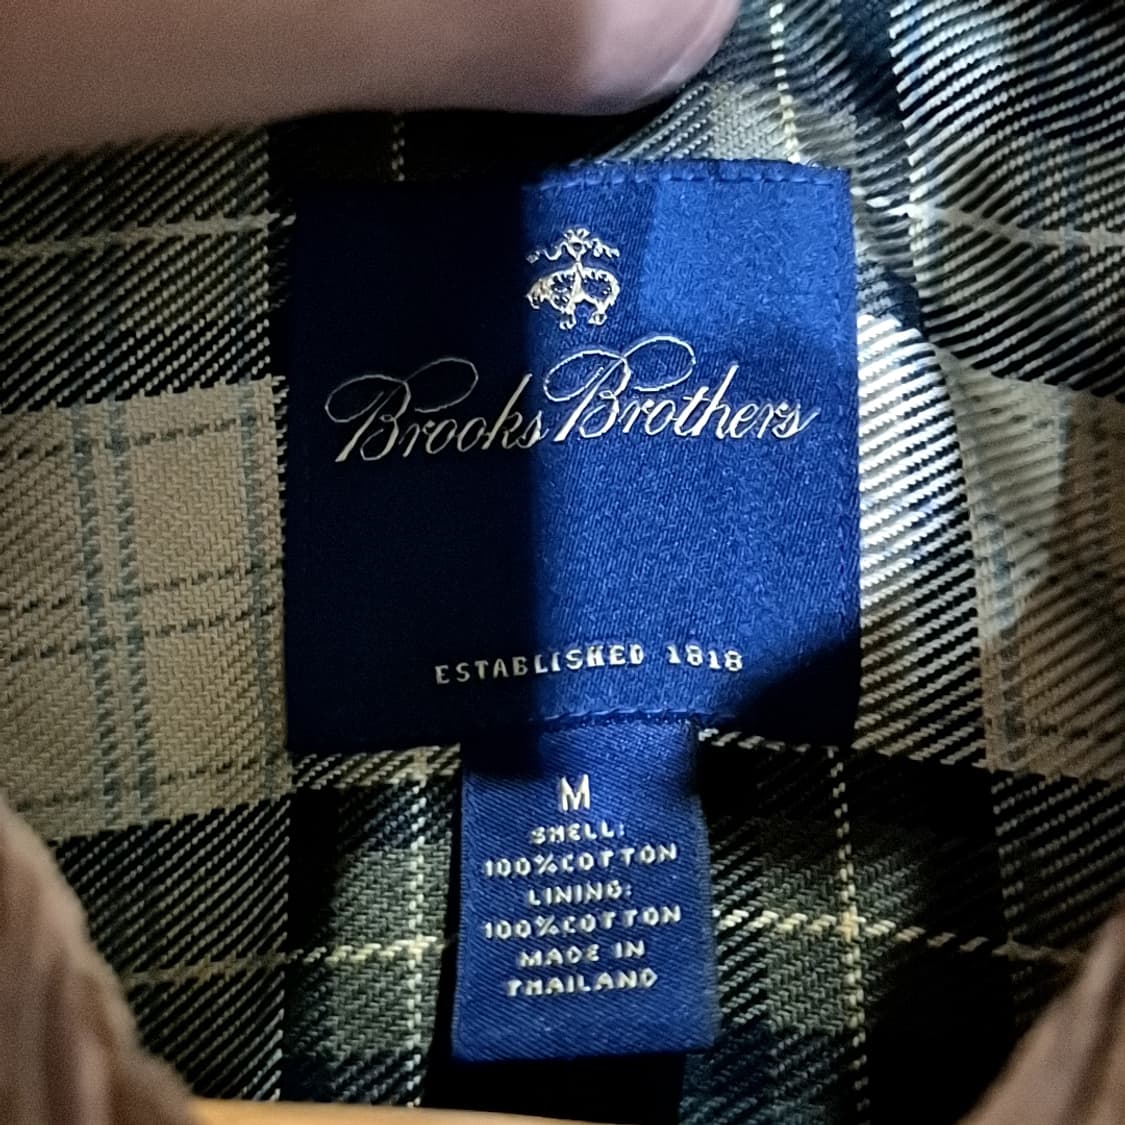 Brooks Brothers
ESTABLISHED 1818
M
SHELL:
100%COTTON
LINING:
100%COTTON
MADE IN
THAILAND